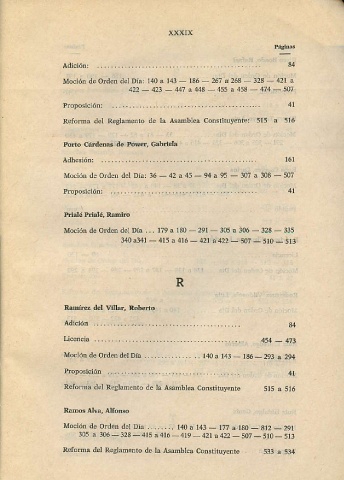 XXXIX
Páginas
Adición: ........................................ 84
Moción de Orden del Día: 140 a 143 — 186 — 267 a 268 — 328 — 421 a
422 — 423 — 447 a 448 — 455 a 458 — 474 — 507
Proposición: ........................................ 41
Reforma del Reglamento de la Asamblea Constituyente: 515 a 516
Porto Cárdenas de Power, Gabriela
Adhesión: ........................................ 161
Moción de Orden del Día: 36 — 42 a 45 — 94 a 95 — 307 a 308 — 507
Proposición: ........................................ 41
Prialé Prialé, Ramiro
Moción de Orden del Día ... 179 a 180 — 291 — 305 a 306 — 328 — 335
340 a341 — 415 a 416 — 421 a 422 — 507 — 510 — 513
R
Ramírez del Villar, Roberto
Adición ........................................ 84
Licencia ........................................ 454 — 473
Moción de Orden del Día .............. 140 a 143 — 186 — 293 a 294
Proposición ........................................ 41
Reforma del Reglamento de la Asamblea Constituyente 515 a 516
Ramos Alva, Alfonso
Moción de Orden del Día: ....... 140 a 143 — 177 a 180 — 812 — 291
305 a 306 — 328 — 415 a 416 — 419 — 421 a 422 — 507 — 510 — 513
Reforma del Reglamento de la Asamblea Constituyente 533 a 534